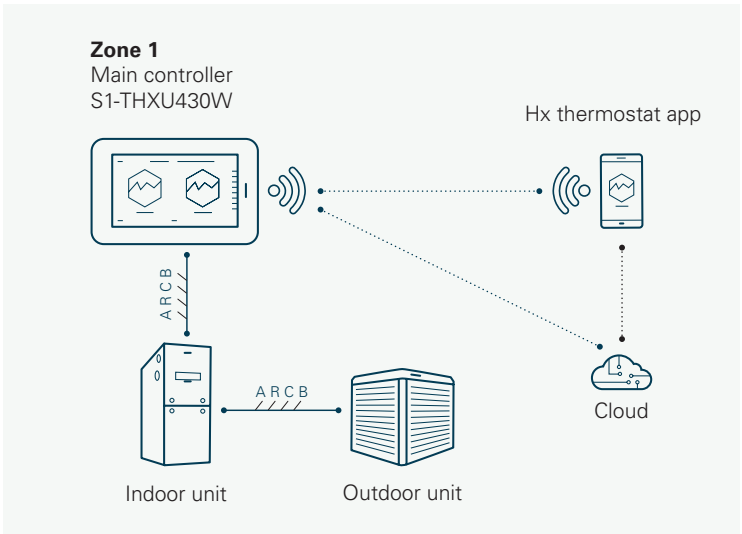 Zone 1
Main controller
S1-THXU430W
Hx thermostat app
A R C B
A R C B
Cloud
Indoor unit
Outdoor unit